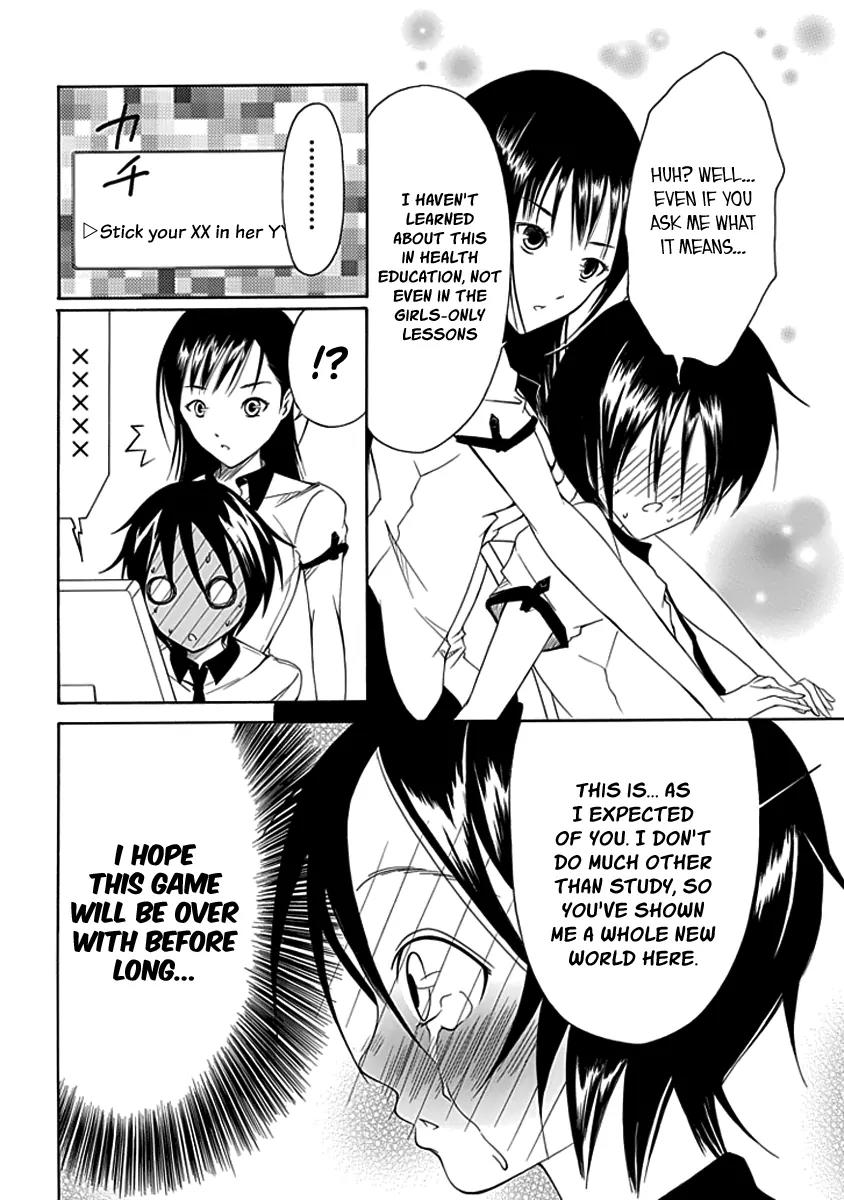 HUH? WELL...
EVEN IF YOU
ASK ME WHAT
IT MEANS...
I HAVEN'T
LEARNED
ABOUT THIS
IN HEALTH
EDUCATION, NOT
EVEN IN THE
GIRLS-ONLY
LESSONS
.........
カチ
▷Stick your XX in her Y
!?
×××××
THIS IS... AS
I EXPECTED
OF YOU. I DON'T
DO MUCH OTHER
THAN STUDY, SO
YOU'VE SHOWN
ME A WHOLE NEW
WORLD HERE.
I HOPE
THIS GAME
WILL BE OVER
WITH BEFORE
LONG...